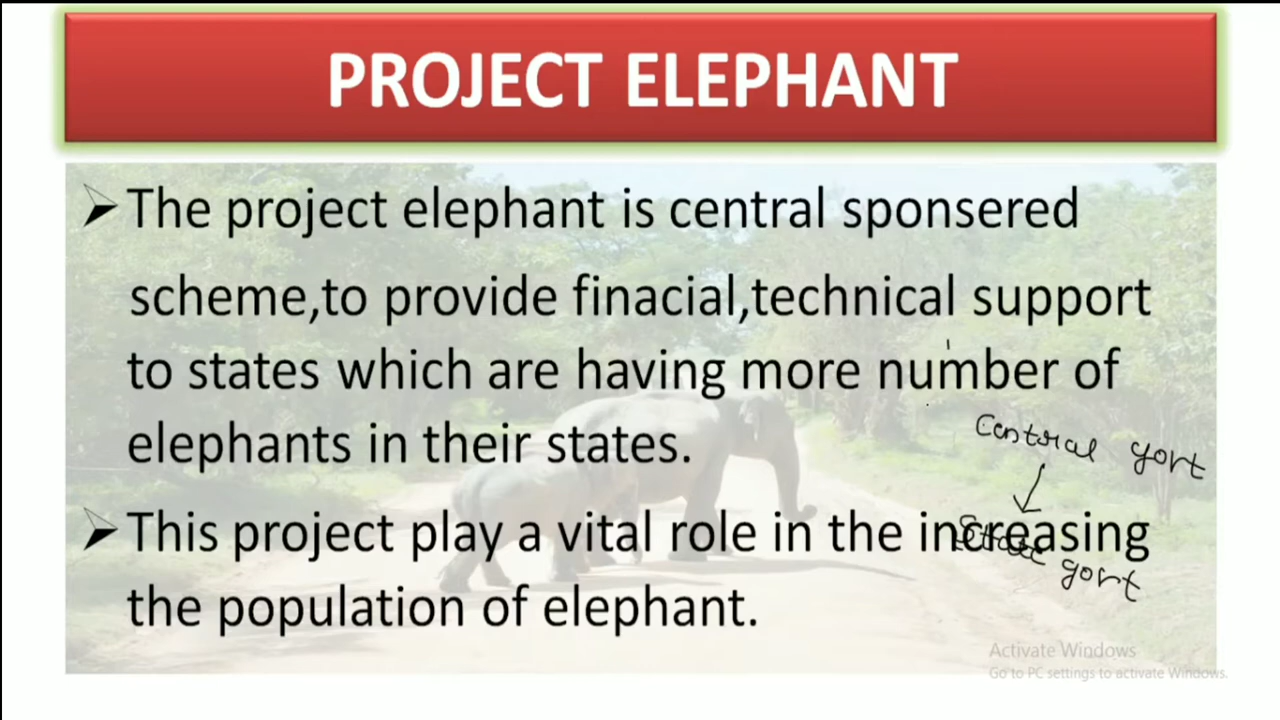 PROJECT ELEPHANT
➢The project elephant is central sponsered
scheme,to provide finacial,technical support
to states which are having more number of
elephants in their states.
Central govt
➢This project play a vital role in the increasing
State govt
the population of elephant.
Activate Windows
Go to PC settings to activate Windows.